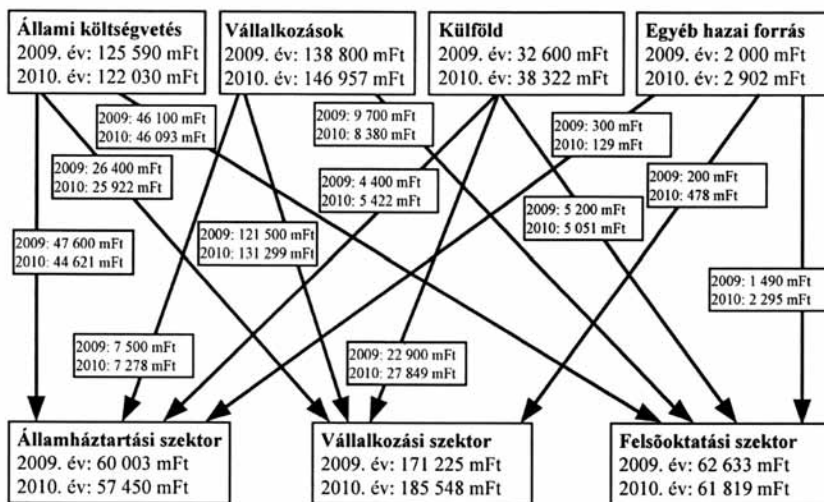 Állami költségvetés
2009. év: 125 590 mFt
2010. év: 122 030 mFt
Vállalkozások
2009. év: 138 800 mFt
2010. év: 146 957 mFt
Külföld
2009. év: 32 600 mFt
2010. év: 38 322 mFt
Egyéb hazai forrás
2009. év: 2 000 mFt
2010. év: 2 902 mFt
2009: 46 100 mFt
2010: 46 093 mFt
2009: 9 700 mFt
2010: 8 380 mFt
2009: 300 mFt
2010: 129 mFt
2009: 26 400 mFt
2010: 25 922 mFt
2009: 4 400 mFt
2010: 5 422 mFt
2009: 200 mFt
2010: 478 mFt
2009: 47 600 mFt
2010: 44 621 mFt
2009: 121 500 mFt
2010: 131 299 mFt
2009: 5 200 mFt
2010: 5 051 mFt
2009: 1 490 mFt
2010: 2 295 mFt
2009: 7 500 mFt
2010: 7 278 mFt
2009: 22 900 mFt
2010: 27 849 mFt
Államháztartási szektor
2009. év: 60 003 mFt
2010. év: 57 450 mFt
Vállalkozási szektor
2009. év: 171 225 mFt
2010. év: 185 548 mFt
Felsõoktatási szektor
2009. év: 62 633 mFt
2010. év: 61 819 mFt